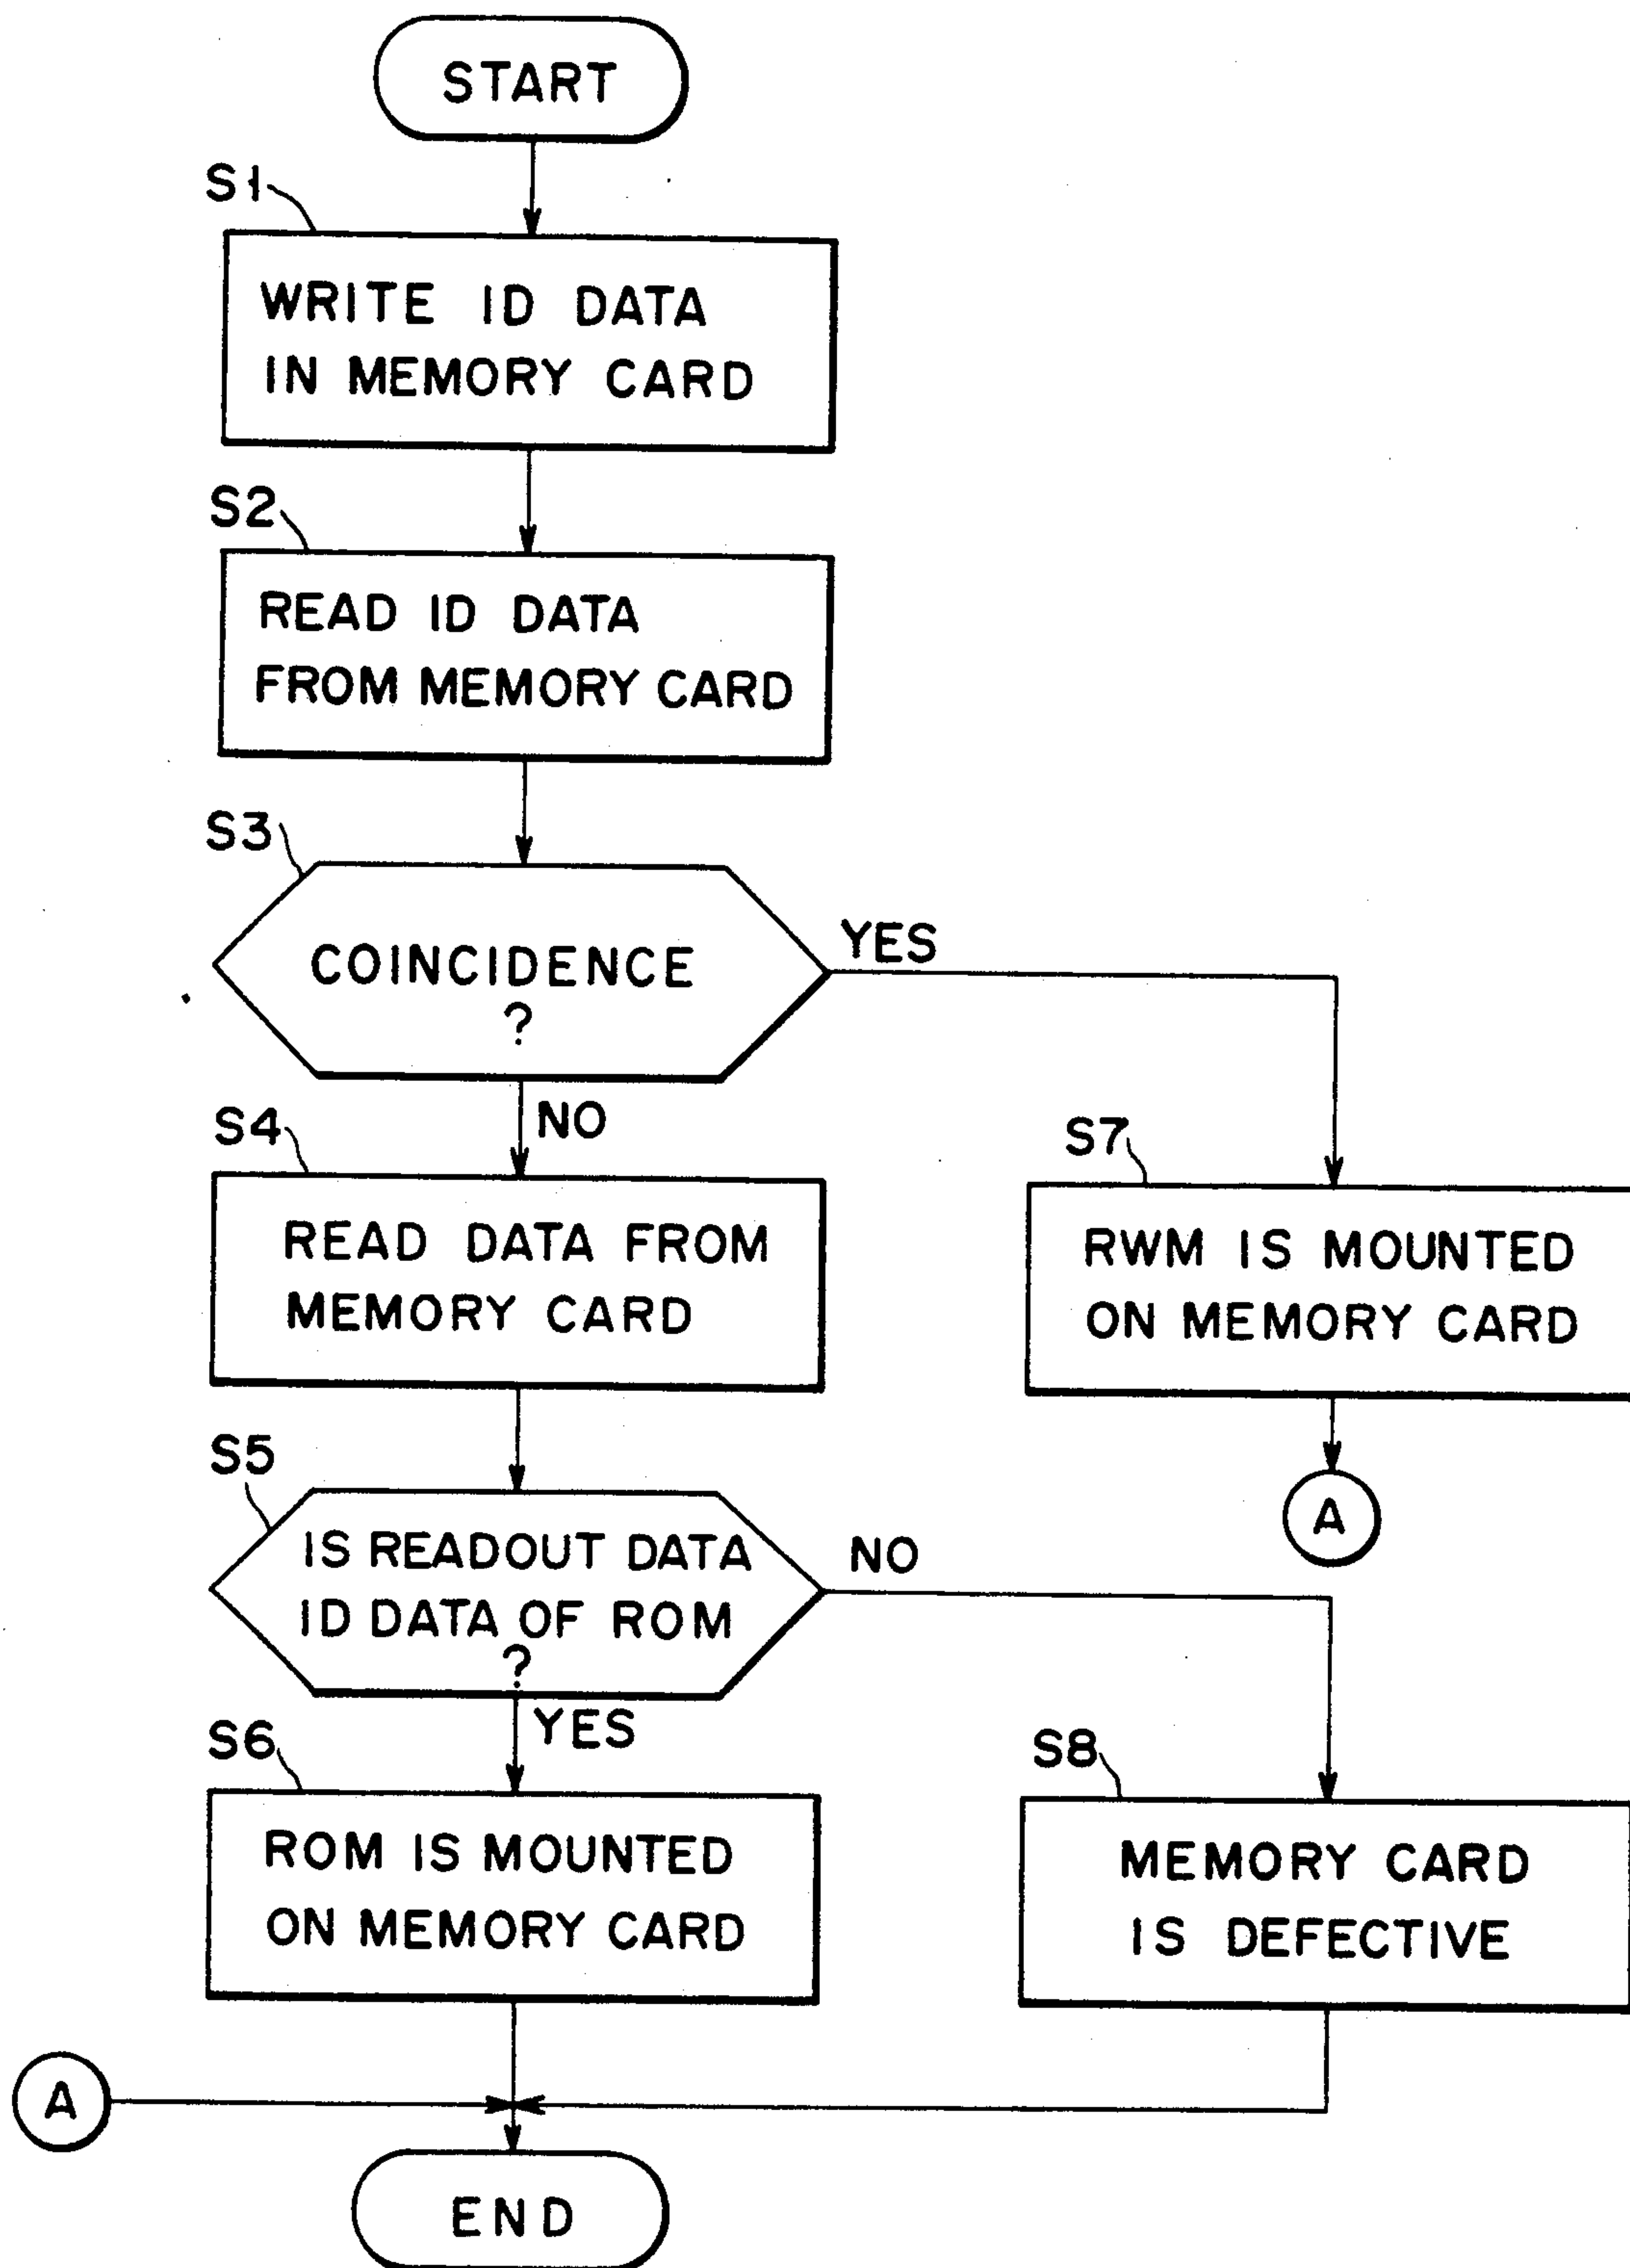 START
S1
WRITE ID DATA
IN MEMORY CARD
S2
READ ID DATA
FROM MEMORY CARD
S3
COINCIDENCE
?
YES
NO
S4
READ DATA FROM
MEMORY CARD
S7
RWM IS MOUNTED
ON MEMORY CARD
A
S5
IS READOUT DATA
ID DATA OF ROM
?
NO
YES
S6
ROM IS MOUNTED
ON MEMORY CARD
S8
MEMORY CARD
IS DEFECTIVE
A
END